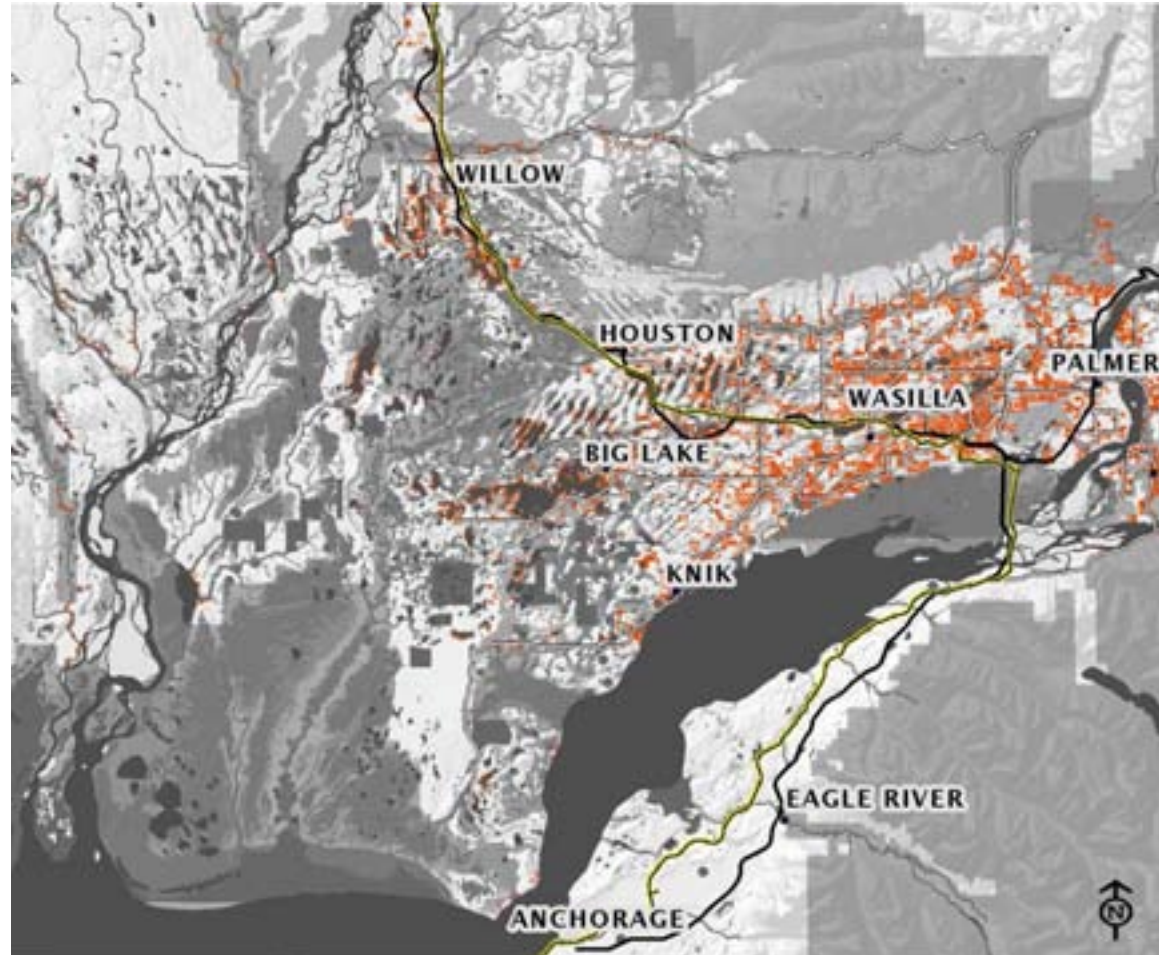 WILLOW
HOUSTON
PALMER
WASILLA
BIG LAKE
KNIK
EAGLE RIVER
ANCHORAGE
N